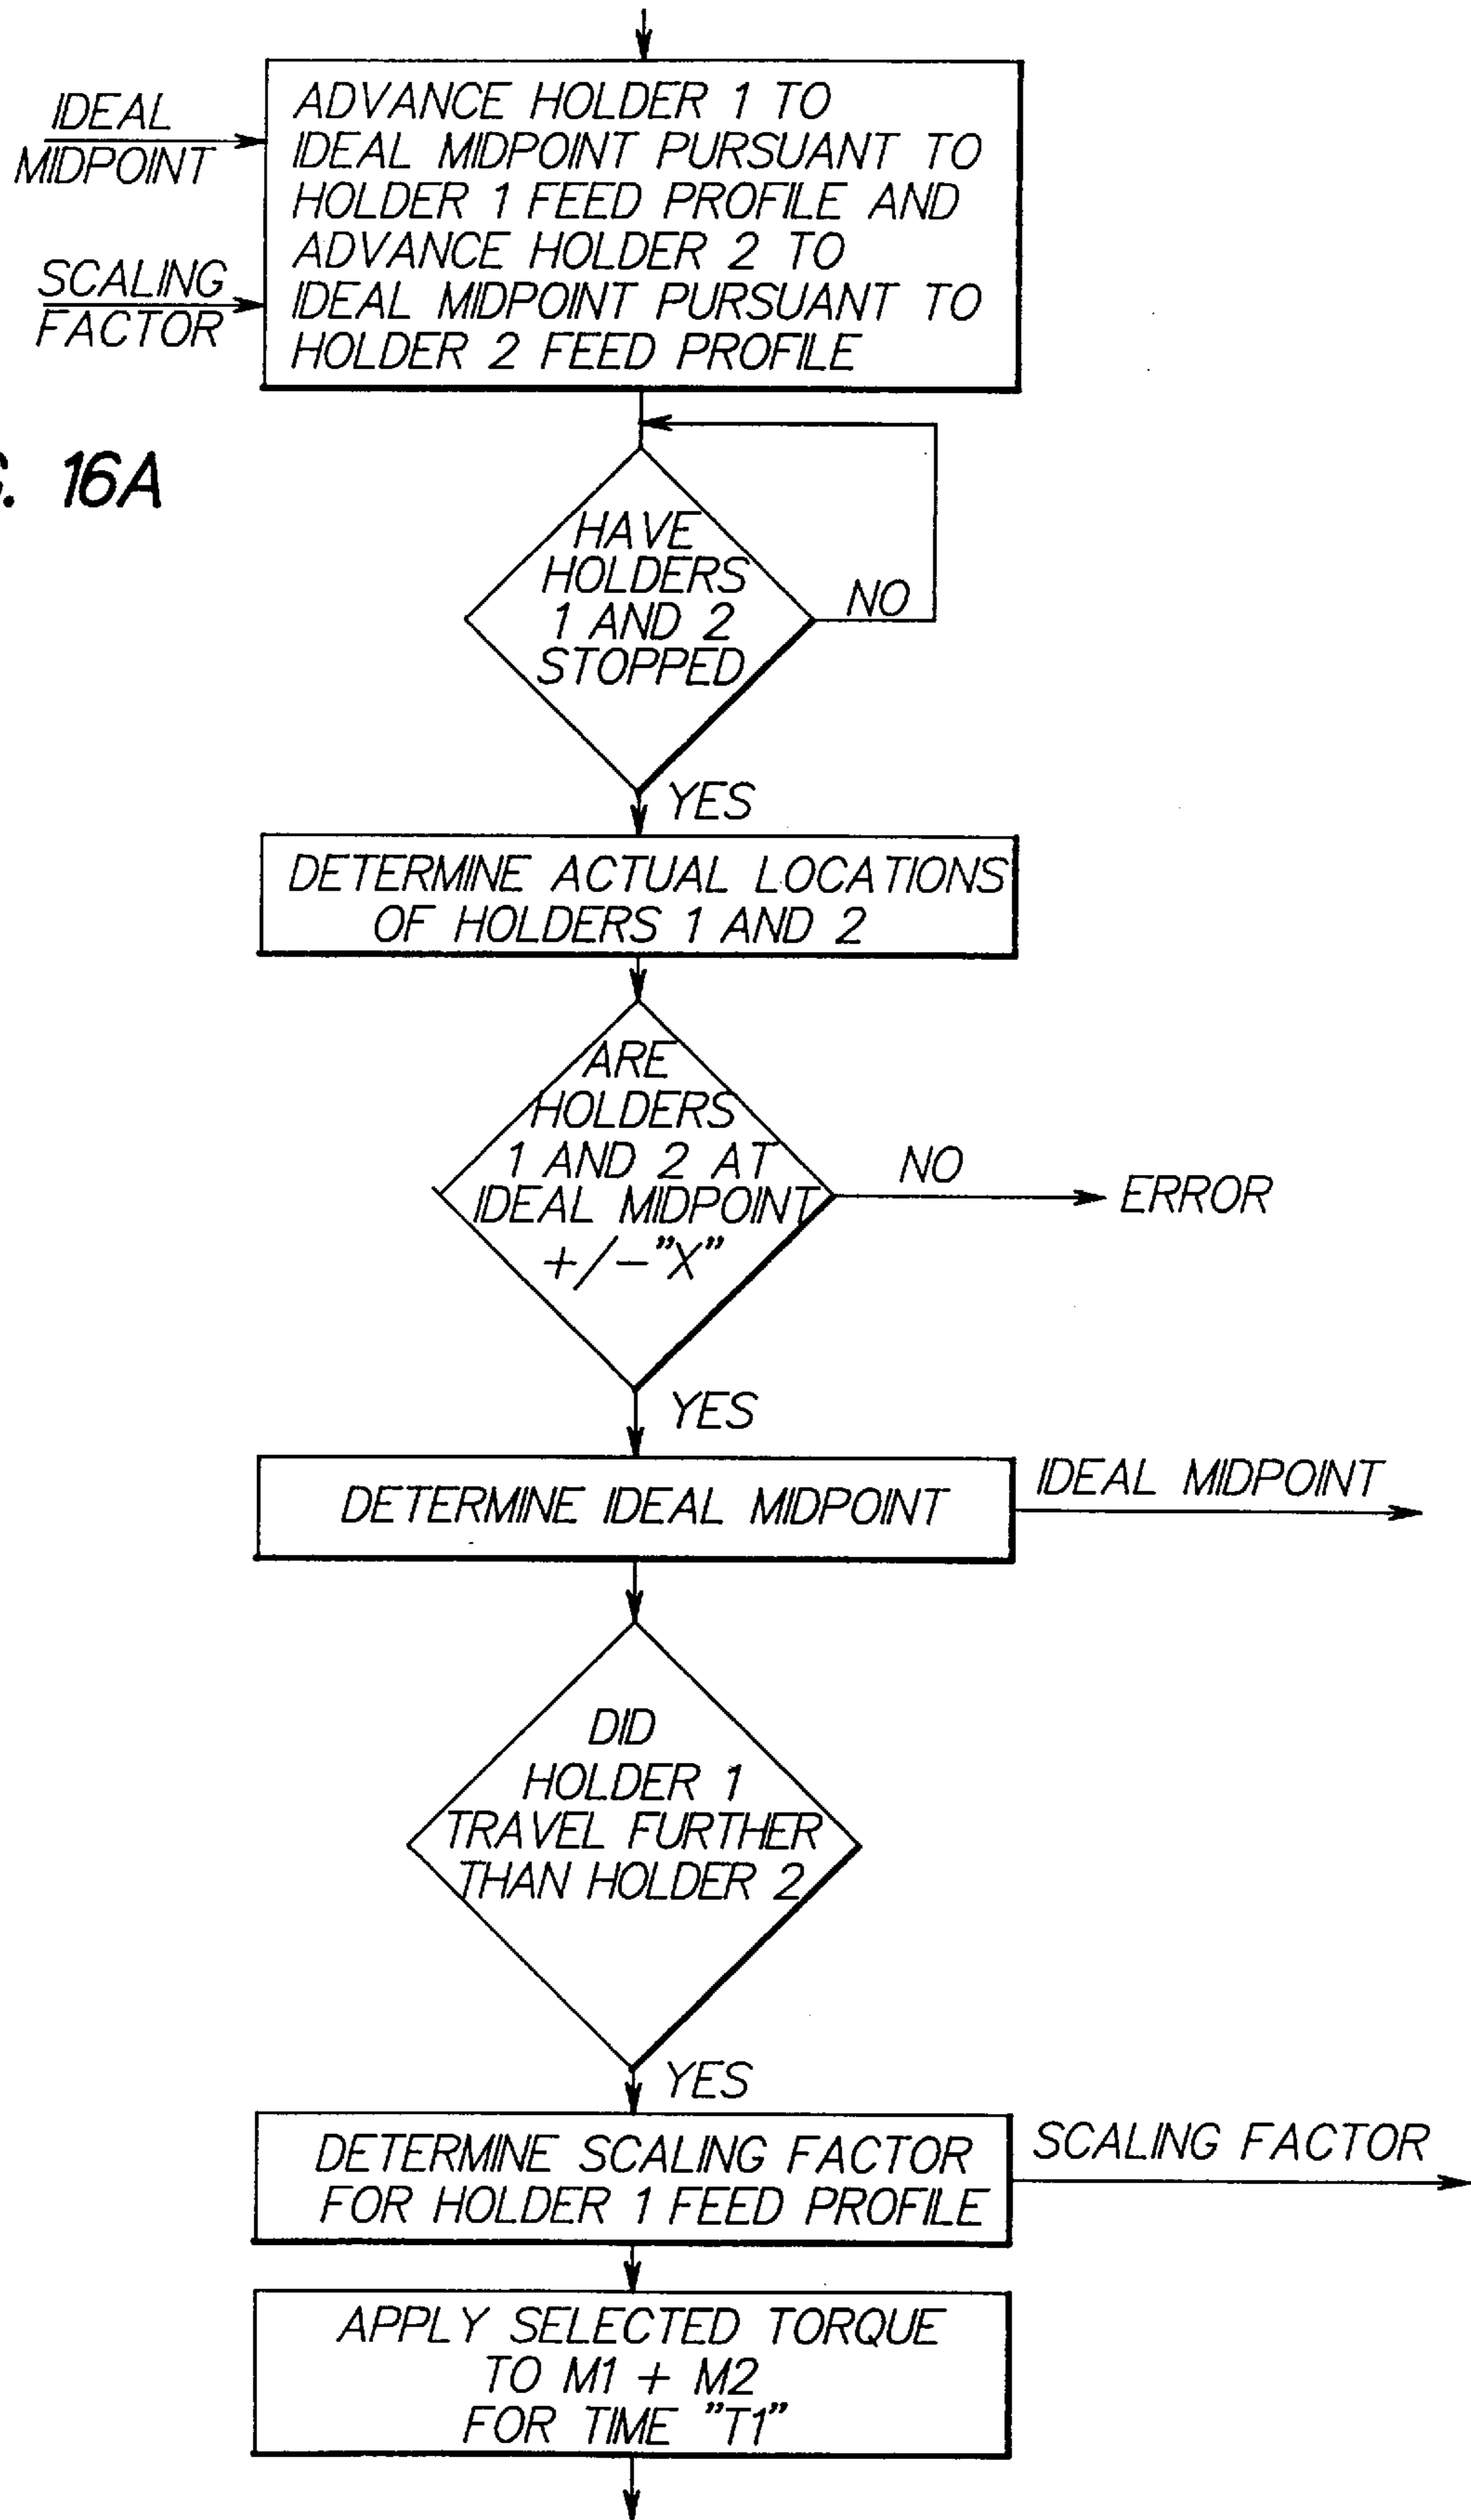 ADVANCE HOLDER 1 TO
IDEAL MIDPOINT PURSUANT TO
HOLDER 1 FEED PROFILE AND
ADVANCE HOLDER 2 TO
IDEAL MIDPOINT PURSUANT TO
HOLDER 2 FEED PROFILE
IDEAL
MIDPOINT
SCALING
FACTOR
G. 16A
HAVE
HOLDERS
1 AND 2
STOPPED
NO
YES
DETERMINE ACTUAL LOCATIONS
OF HOLDERS 1 AND 2
ARE
HOLDERS
1 AND 2 AT
IDEAL MIDPOINT
+/-"X"
NO
ERROR
YES
DETERMINE IDEAL MIDPOINT
IDEAL MIDPOINT
DID
HOLDER 1
TRAVEL FURTHER
THAN HOLDER 2
YES
DETERMINE SCALING FACTOR
FOR HOLDER 1 FEED PROFILE
SCALING FACTOR
APPLY SELECTED TORQUE
TO M1 + M2
FOR TIME "T1"